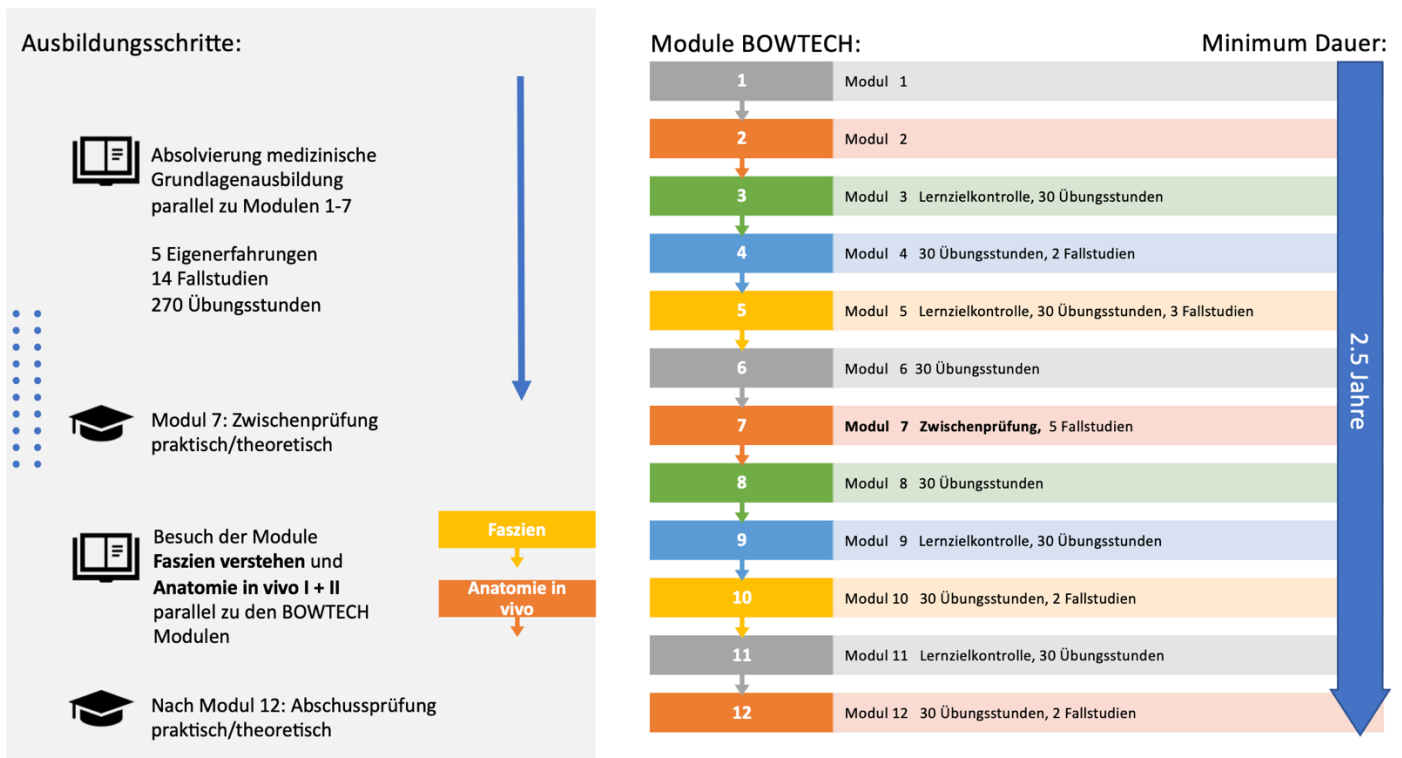 Ausbildungsschritte:
Absolvierung medizinische
Grundlagenausbildung
parallel zu Modulen 1-7
5 Eigenerfahrungen
14 Fallstudien
270 Übungsstunden
Modul 7: Zwischenprüfung
praktisch/theoretisch
Besuch der Module
Faszien verstehen und
Anatomie in vivo I + II
parallel zu den BOWTECH
Modulen
Faszien
Anatomie in
vivo
Nach Modul 12: Abschussprüfung
praktisch/theoretisch
Module BOWTECH:
Minimum Dauer:
1 Modul 1
2 Modul 2
3 Modul 3 Lernzielkontrolle, 30 Übungsstunden
4 Modul 4 30 Übungsstunden, 2 Fallstudien
5 Modul 5 Lernzielkontrolle, 30 Übungsstunden, 3 Fallstudien
6 Modul 6 30 Übungsstunden
7 Modul 7 Zwischenprüfung, 5 Fallstudien
8 Modul 8 30 Übungsstunden
9 Modul 9 Lernzielkontrolle, 30 Übungsstunden
10 Modul 10 30 Übungsstunden, 2 Fallstudien
11 Modul 11 Lernzielkontrolle, 30 Übungsstunden
12 Modul 12 30 Übungsstunden, 2 Fallstudien
2.5 Jahre